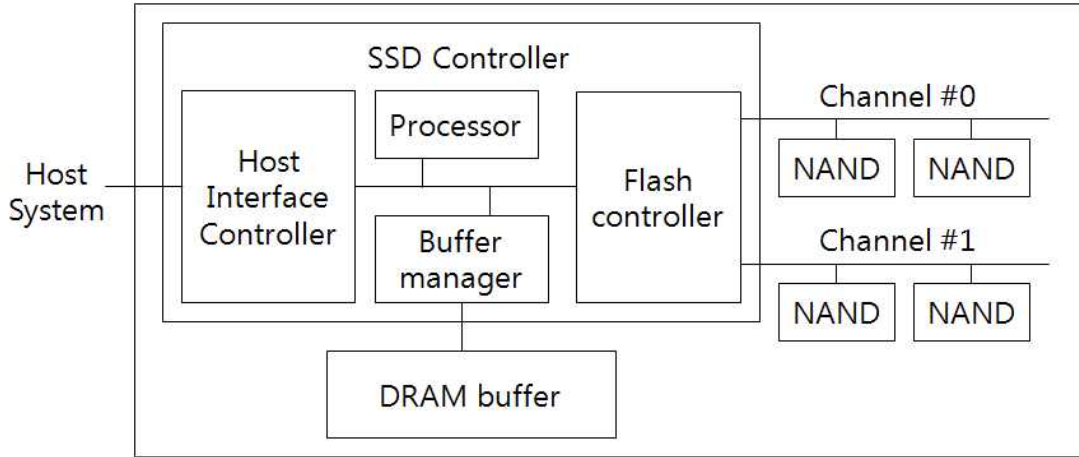 SSD Controller
Host
System
Host
Interface
Controller
Processor
Buffer
manager
Flash
controller
DRAM buffer
Channel #0
NAND
NAND
Channel #1
NAND
NAND